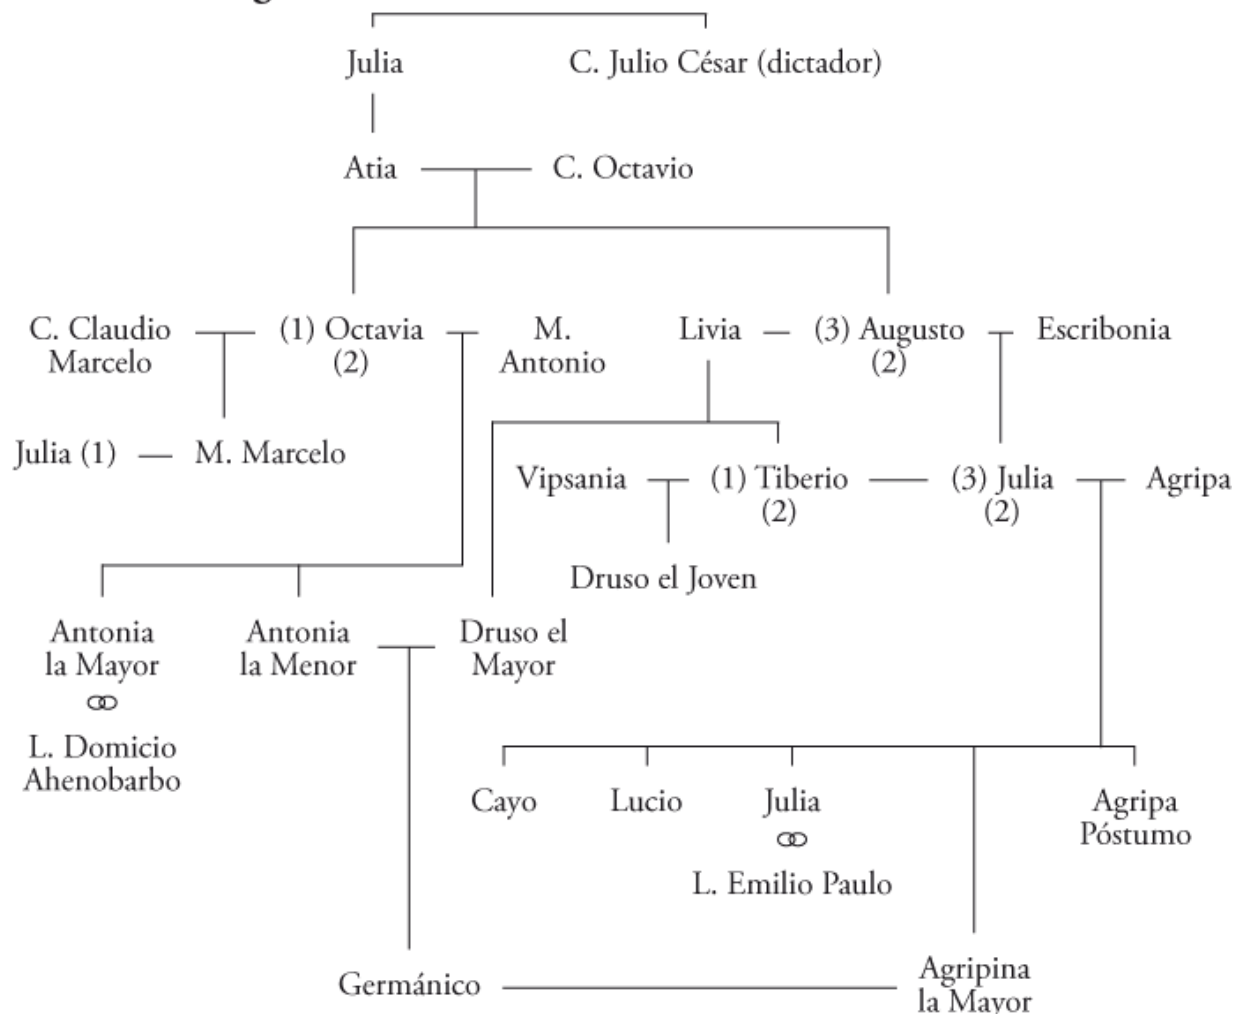 Julia C. Julio César (dictador)
Atia C. Octavio
C. Claudio (1) Octavia M. Livia (3) Augusto Escribonia
Marcelo (2) Antonio (2)
Julia (1) M. Marcelo
Vipsania (1) Tiberio (3) Julia Agripa
(2) (2)
Druso el Joven
Antonia Antonia Druso el
la Mayor la Menor Mayor
L. Domicio
Ahenobarbo
Cayo Lucio Julia Agripa
Póstumo
L. Emilio Paulo
Germánico Agripina
la Mayor